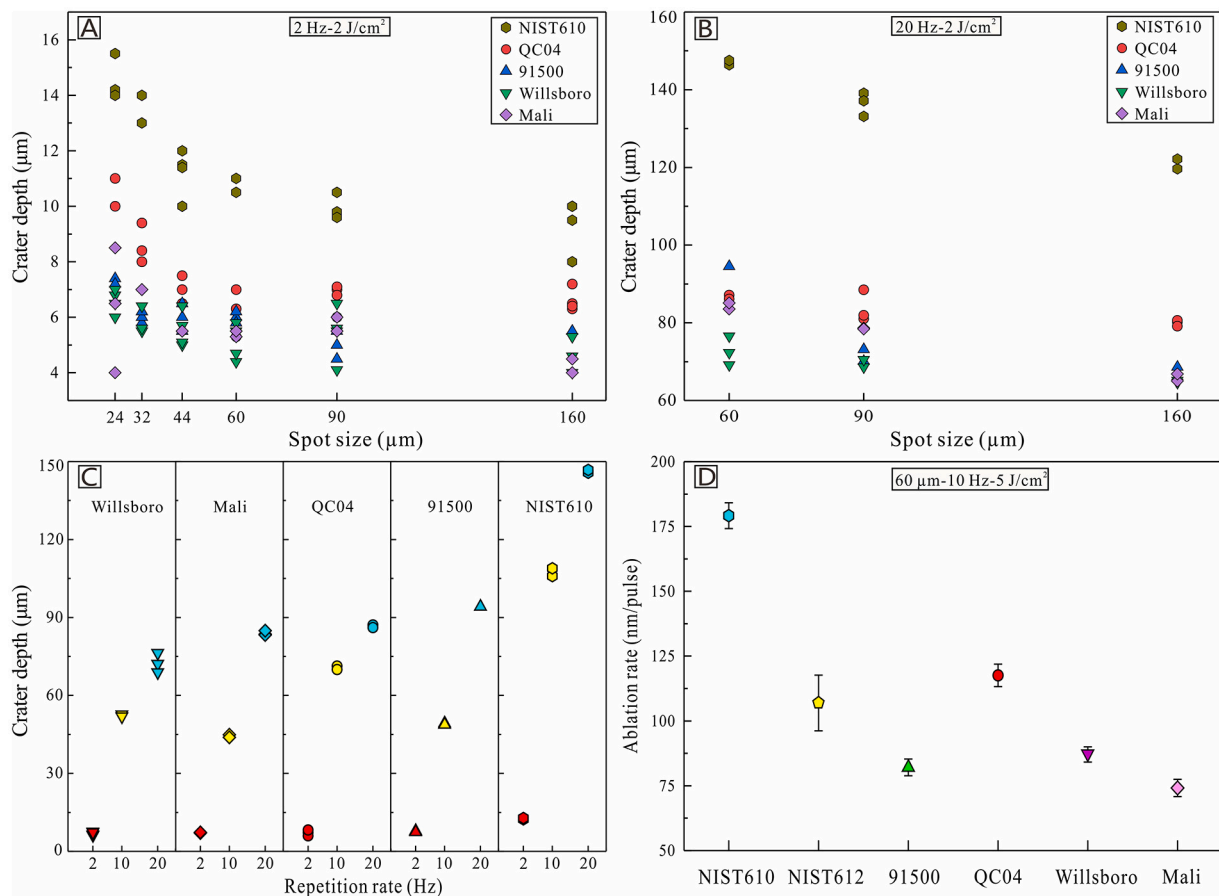 A
2 Hz-2 J/cm²
NIST610
QC04
91500
Willsboro
Mali
16
14
12
10
8
6
4
Crater depth (μm)
24 32 44 60 90 160
Spot size (μm)
B
20 Hz-2 J/cm²
NIST610
QC04
91500
Willsboro
Mali
160
140
120
100
80
60
Crater depth (μm)
60 90 160
Spot size (μm)
C
Willsboro Mali QC04 91500 NIST610
150
120
90
60
30
0
Crater depth (μm)
2 10 20 2 10 20 2 10 20 2 10 20 2 10 20
Repetition rate (Hz)
D
60 μm-10 Hz-5 J/cm²
200
175
150
125
100
75
50
Ablation rate (nm/pulse)
NIST610 NIST612 91500 QC04 Willsboro Mali